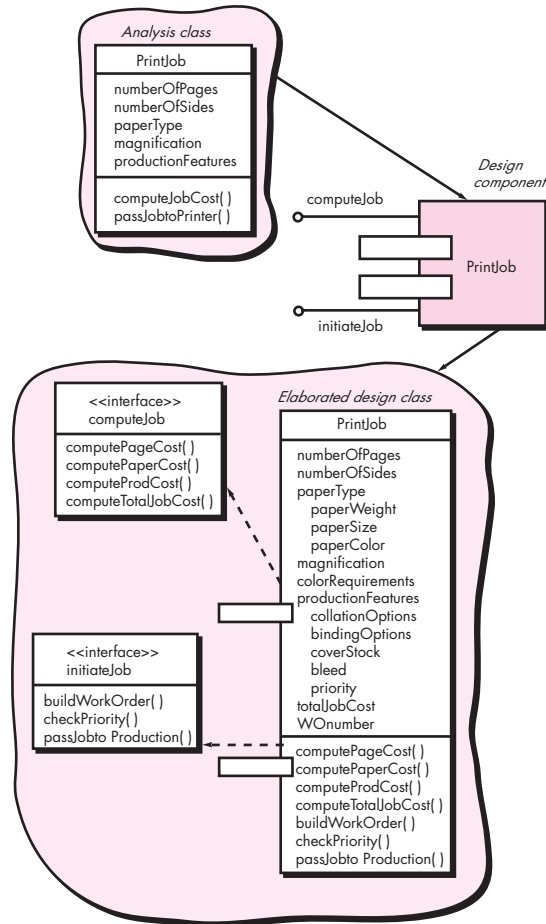 Analysis class
PrintJob
numberOfPages
numberOfSides
paperType
magnification
productionFeatures
computeJobCost( )
passJobtoPrinter( )
Design
component
computeJob
PrintJob
initiateJob
<<interface>>
computeJob
computePageCost( )
computePaperCost( )
computeProdCost( )
computeTotalJobCost( )
Elaborated design class
PrintJob
numberOfPages
numberOfSides
paperType
paperWeight
paperSize
paperColor
magnification
colorRequirements
productionFeatures
collationOptions
bindingOptions
coverStock
bleed
priority
totalJobCost
WOnumber
computePageCost( )
computePaperCost( )
computeProdCost( )
computeTotalJobCost( )
buildWorkOrder( )
checkPriority( )
passJobto Production( )
<<interface>>
initiateJob
buildWorkOrder( )
checkPriority( )
passJobto Production( )